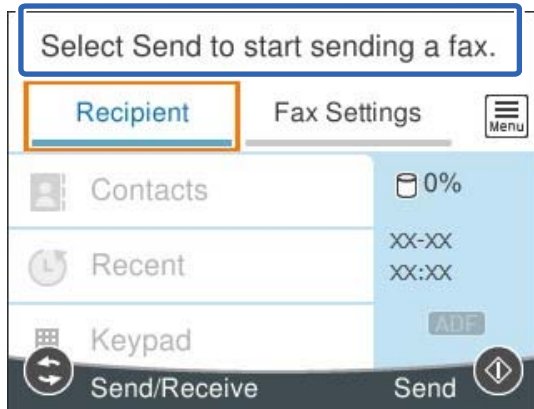 Select Send to start sending a fax.
Recipient
Fax Settings
Menu
Contacts
0%
Recent
XX-XX
XX:XX
Keypad
ADF
Send/Receive
Send